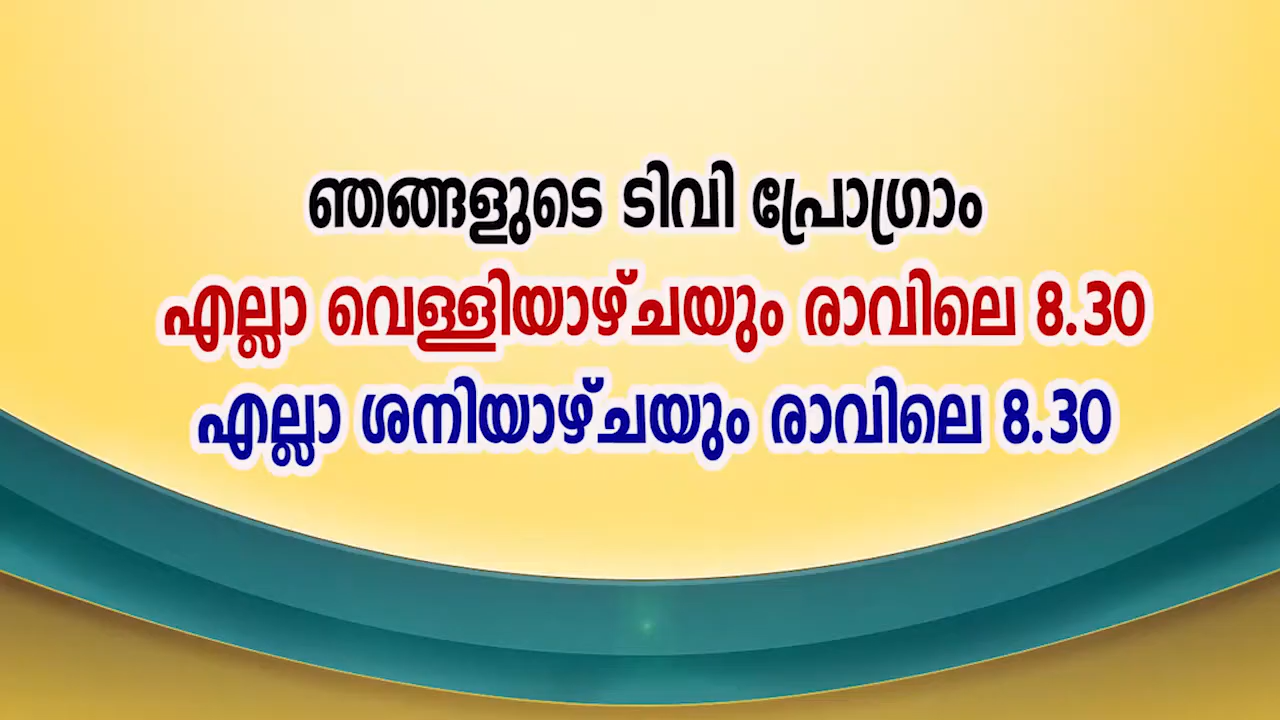 ഞങ്ങളുടെ ടിവി പ്രോഗ്രാം
എല്ലാ വെള്ളിയാഴ്ചയും രാവിലെ 8.30
എല്ലാ ശനിയാഴ്ചയും രാവിലെ 8.30